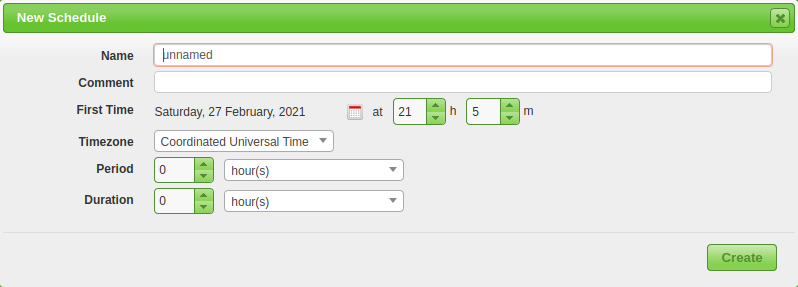 New Schedule
Name unnamed
Comment
First Time Saturday, 27 February, 2021 at 21 h 5 m
Timezone Coordinated Universal Time
Period 0 hour(s)
Duration 0 hour(s)
Create